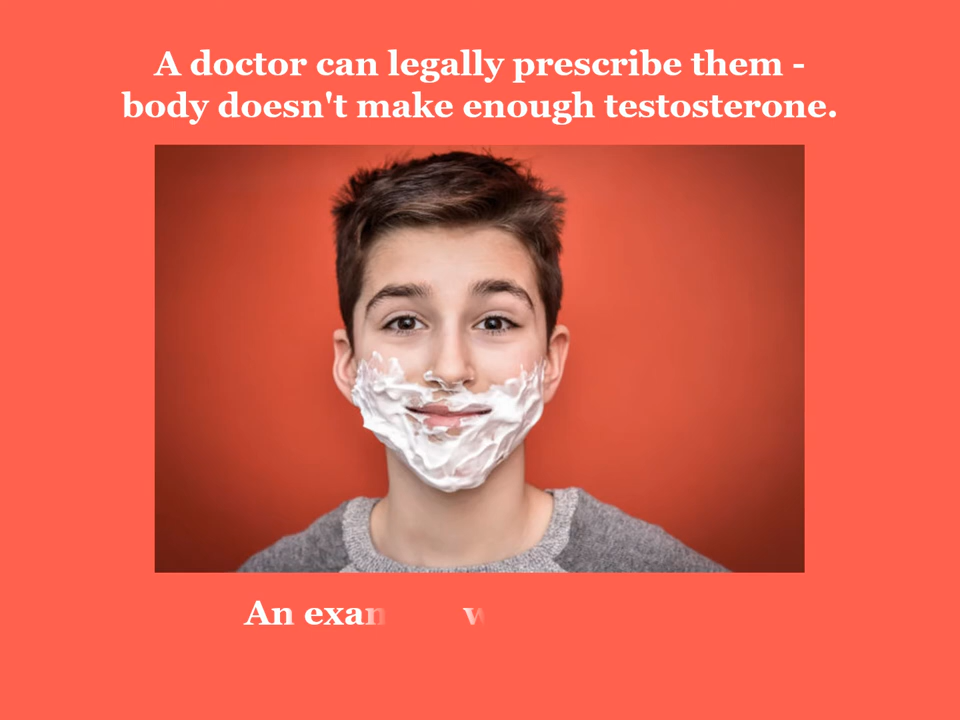 A doctor can legally prescribe them -
body doesn't make enough testosterone.
An